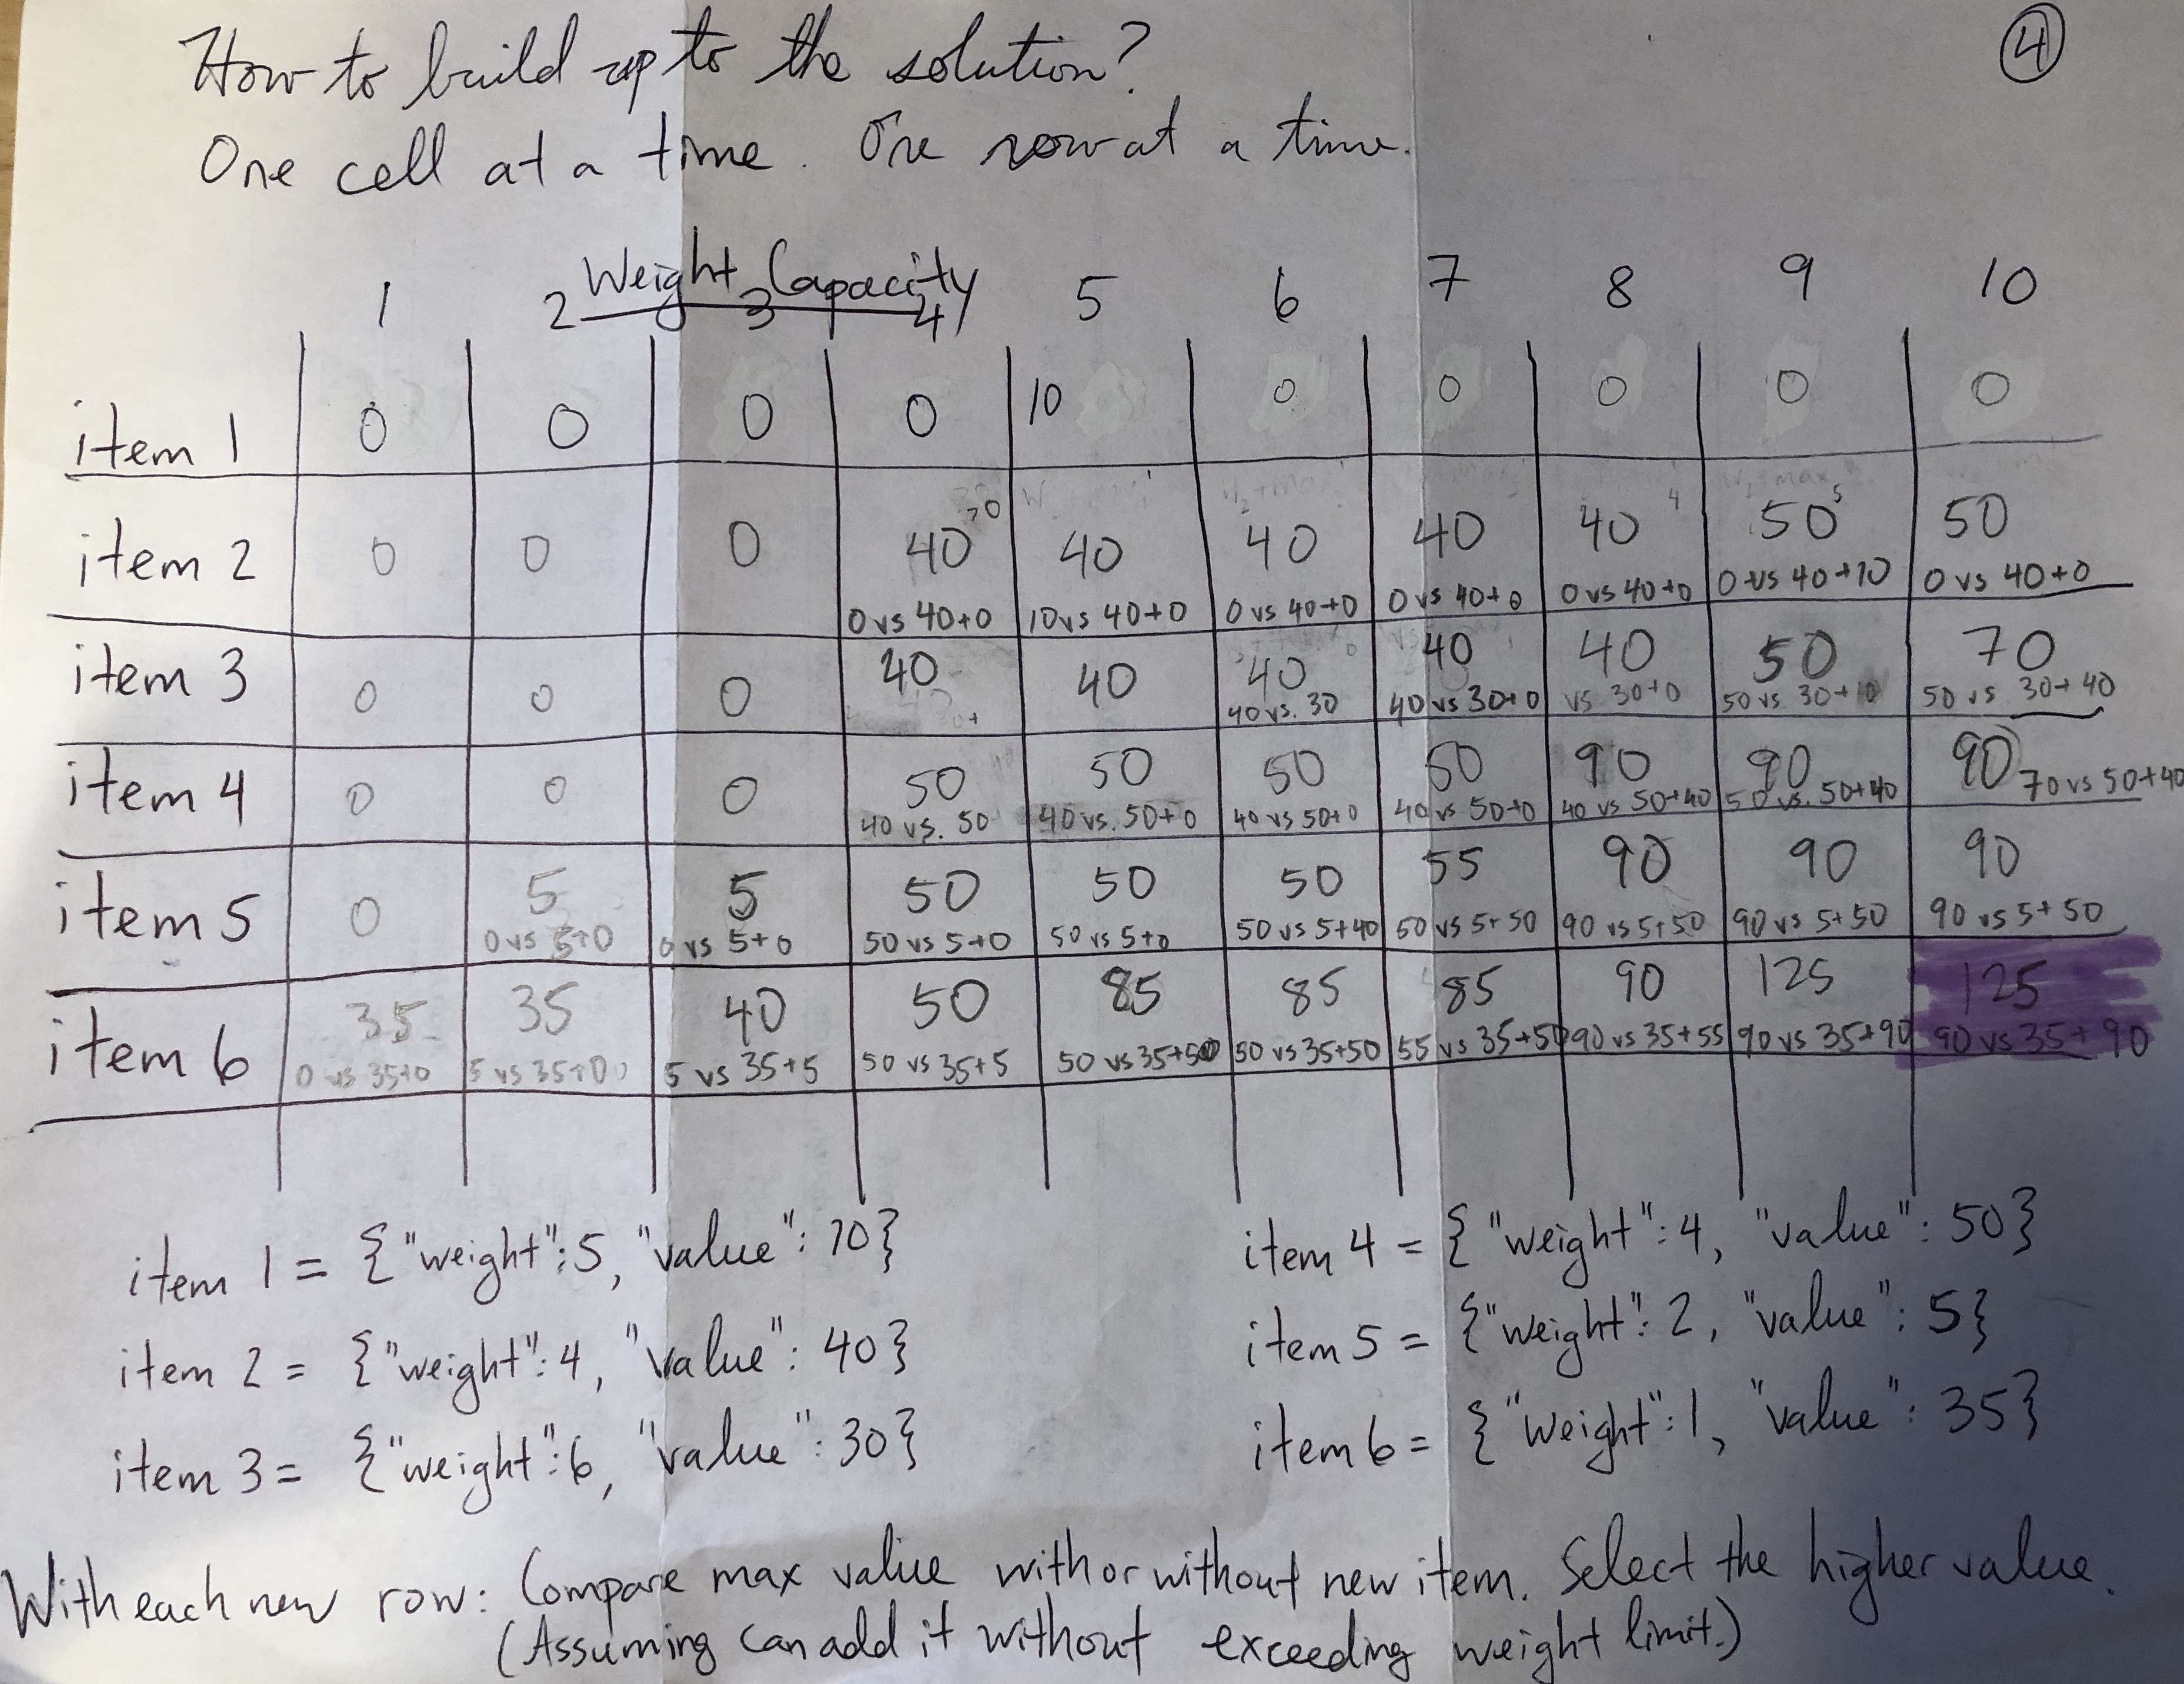 How to build up to the solution?
④
One cell at a time. One row at a time.
Weight Capacity
1 2 3 4 5 6 7 8 9 10
item 1 0 0 0 0 10 0 0 0 0 0
item 2 0 0 0 40 40 40 40 40 50 50
0 vs 40+0 10 vs 40+0 0 vs 40+0 0 vs 40+0 0 vs 40+0 0 vs 40+10 0 vs 40+0
item 3 0 0 0 40 40 40 40 40 50 70
40 vs. 30 40 vs 30+0 vs 30+0 50 vs 30+10 50 vs 30+40
item 4 0 0 0 50 50 50 50 90 90 90
40 vs. 50 40 vs. 50+0 40 vs 50+0 40 vs 50+0 40 vs 50+40 50 vs. 50+40 70 vs 50+40
item 5 0 5 5 50 50 50 55 90 90 90
0 vs 5+0 0 vs 5+0 50 vs 5+0 50 vs 5+0 50 vs 5+40 50 vs 5+50 90 vs 5+50 90 vs 5+50 90 vs 5+50
item 6 35 35 40 50 85 85 85 90 125 125
0 vs 35+0 5 vs 35+0 5 vs 35+5 50 vs 35+5 50 vs 35+50 50 vs 35+50 55 vs 35+50 90 vs 35+55 90 vs 35+90 90 vs 35+90
item 1 = {"weight":5, "value": 10}
item 2 = {"weight":4, "value": 40}
item 3 = {"weight":6, "value": 30}
item 4 = {"weight":4, "value": 50}
item 5 = {"weight":2, "value": 5}
item 6 = {"weight":1, "value": 35}
With each new row: Compare max value with or without new item. Select the higher value.
(Assuming can add it without exceeding weight limit.)